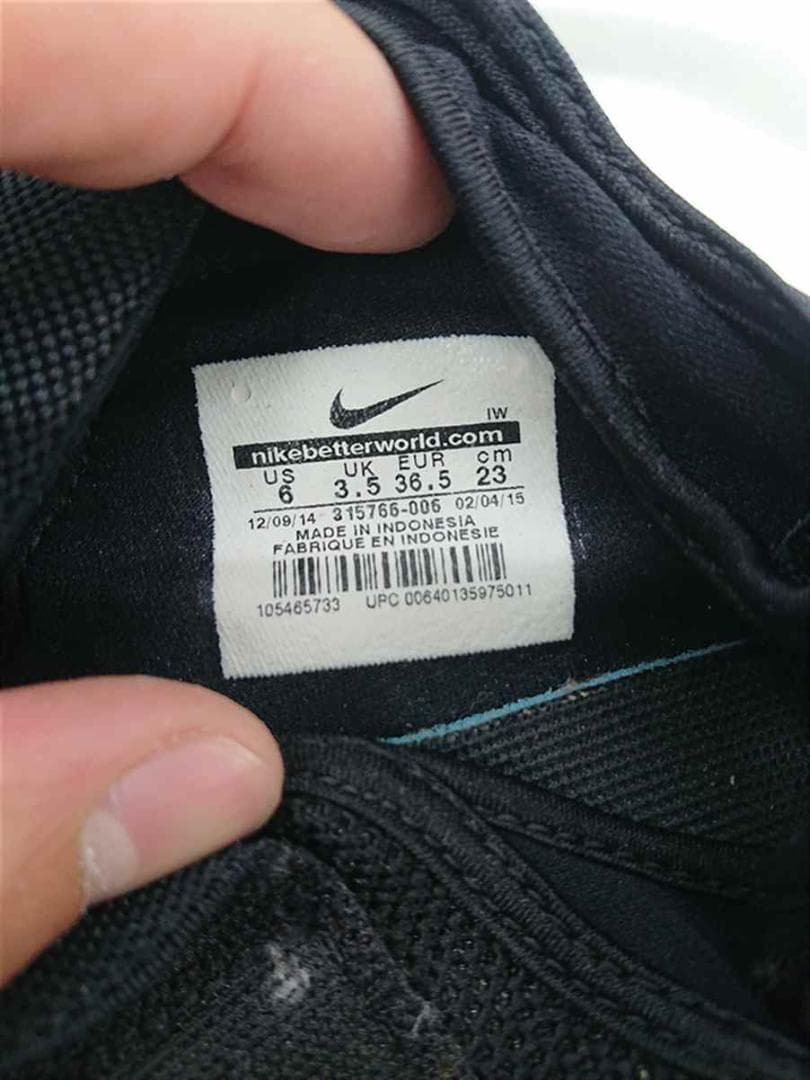 IW
nikebetterworld.com
US UK EUR cm
6 3.5 36.5 23
12/09/14 315766-006 02/04/15
MADE IN INDONESIA
FABRIQUE EN INDONESIE
105465733 UPC 00640135975011